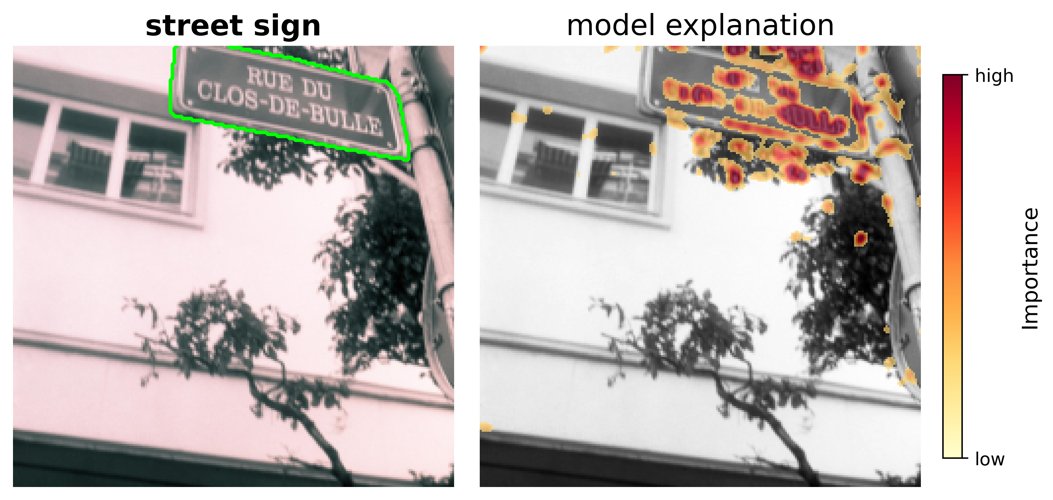 street sign
model explanation
RUE DU
CLOS-DE-BULLE
high
Importance
low